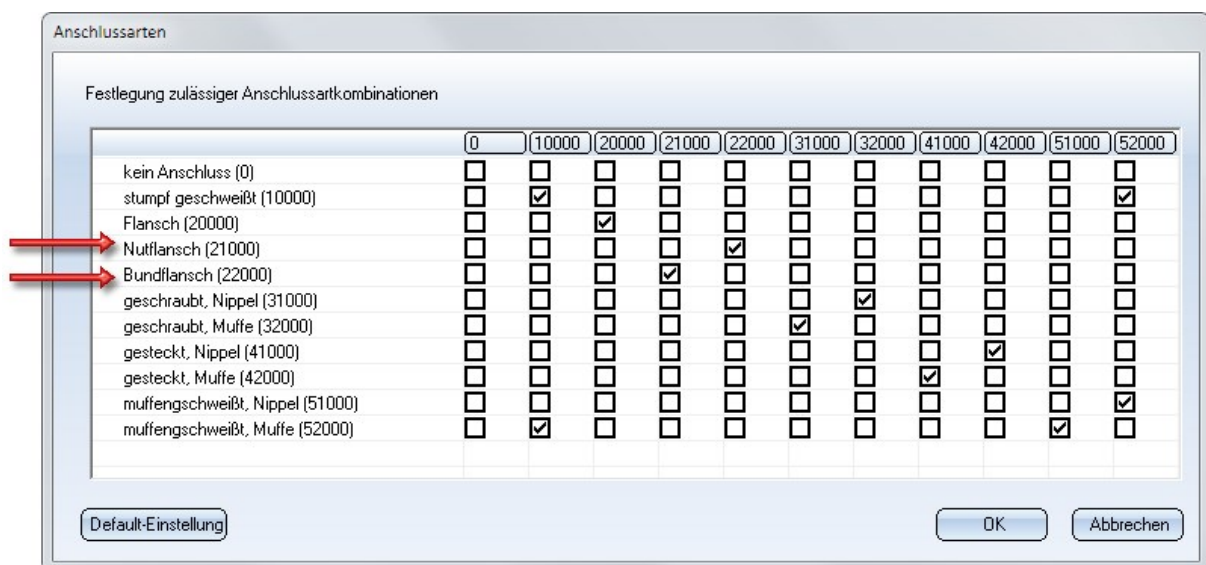 Anschlussarten
Festlegung zulässiger Anschlussartkombinationen
0 10000 20000 21000 22000 31000 32000 41000 42000 51000 52000
kein Anschluss (0)
stumpf geschweißt (10000)
Flansch (20000)
Nutflansch (21000)
Bundflansch (22000)
geschraubt, Nippel (31000)
geschraubt, Muffe (32000)
gesteckt, Nippel (41000)
gesteckt, Muffe (42000)
muffengschweißt, Nippel (51000)
muffengschweißt, Muffe (52000)
Default-Einstellung OK Abbrechen